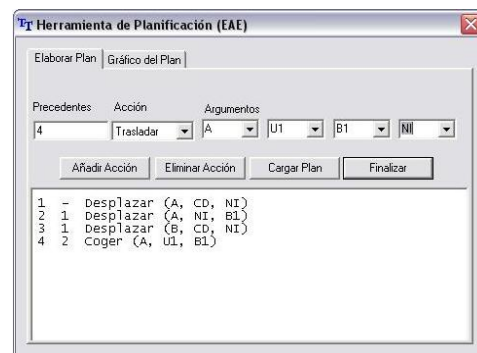 TT Herramienta de Planificación (EAE)
Elaborar Plan Gráfico del Plan
Precedentes Acción Argumentos
4 Trasladar A U1 B1 NI
Añadir Acción Eliminar Acción Cargar Plan Finalizar
1 - Desplazar (A, CD, NI)
2 1 Desplazar (A, NI, B1)
3 1 Desplazar (B, CD, NI)
4 2 Coger (A, U1, B1)